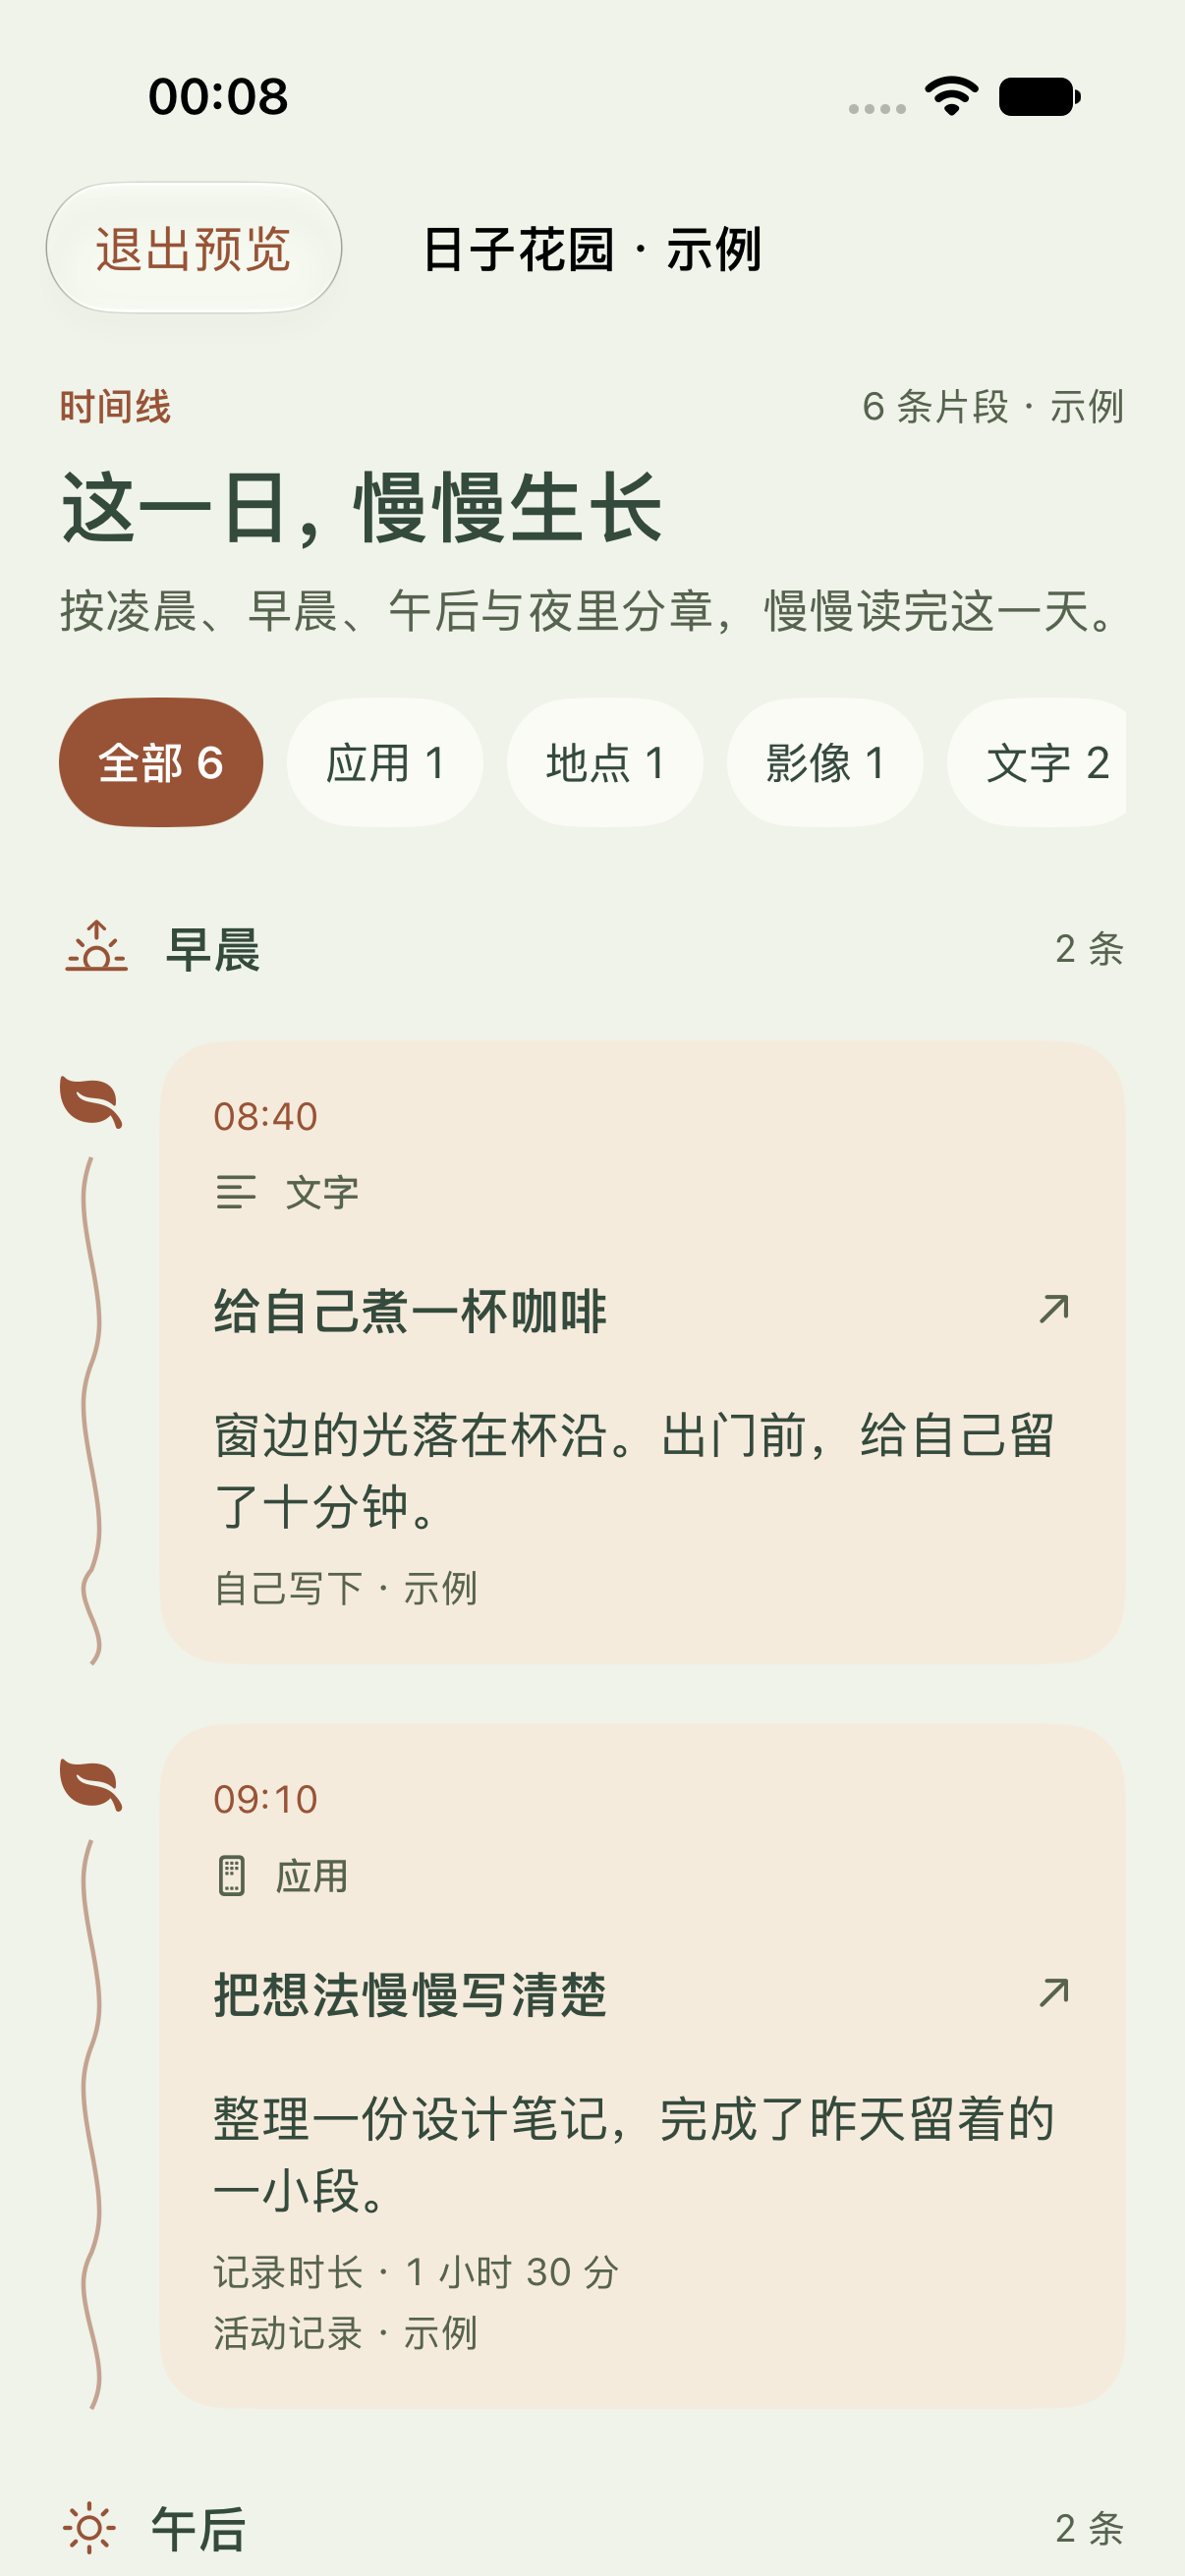 00:08
退出预览
日子花园 · 示例
时间线
6 条片段 · 示例
这一日，慢慢生长
按凌晨、早晨、午后与夜里分章，慢慢读完这一天。
全部 6
应用 1
地点 1
影像 1
文字 2
早晨
2 条
08:40
文字
给自己煮一杯咖啡
窗边的光落在杯沿。出门前，给自己留
了十分钟。
自己写下 · 示例
09:10
应用
把想法慢慢写清楚
整理一份设计笔记，完成了昨天留着的
一小段。
记录时长 · 1 小时 30 分
活动记录 · 示例
午后
2 条